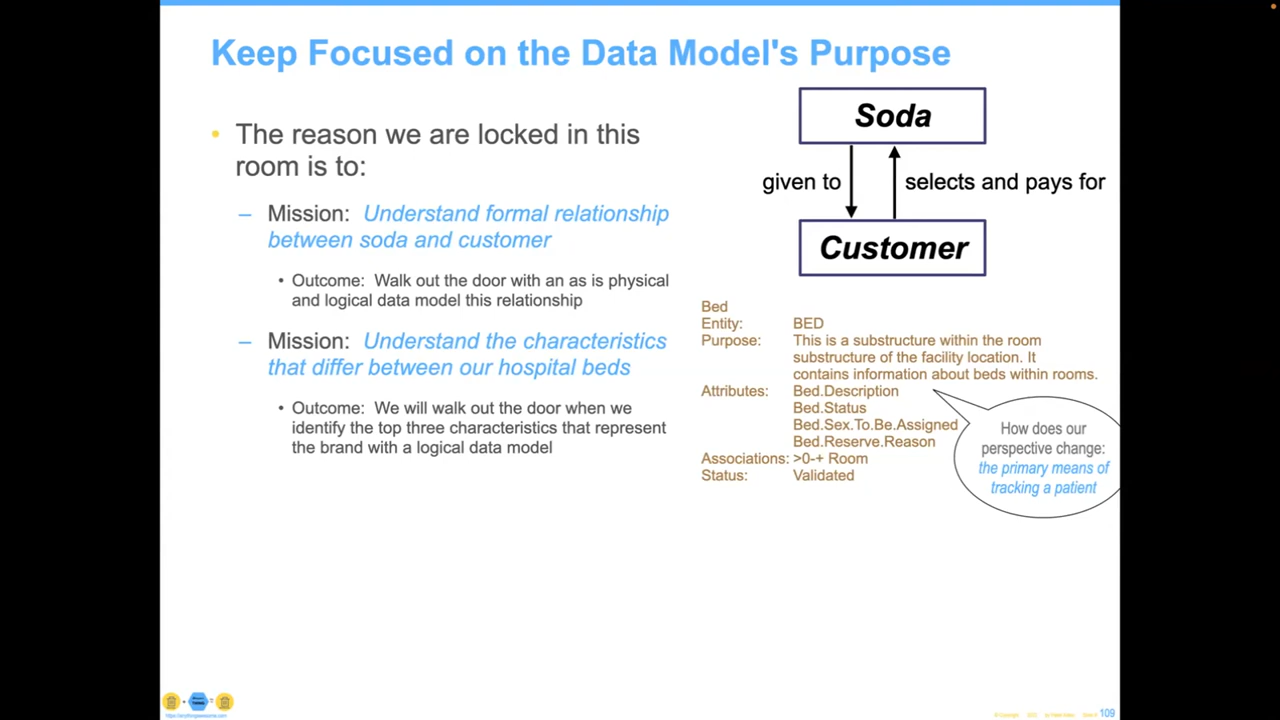 Keep Focused on the Data Model's Purpose
• The reason we are locked in this
room is to:
– Mission: Understand formal relationship
between soda and customer
• Outcome: Walk out the door with an as is physical
and logical data model this relationship
– Mission: Understand the characteristics
that differ between our hospital beds
• Outcome: We will walk out the door when we
identify the top three characteristics that represent
the brand with a logical data model
Soda
given to
selects and pays for
Customer
Bed
Entity: BED
Purpose: This is a substructure within the room
substructure of the facility location. It
contains information about beds within rooms.
Attributes: Bed.Description
Bed.Status
Bed.Sex.To.Be.Assigned
Bed.Reserve.Reason
Associations: >0-+ Room
Status: Validated
How does our
perspective change:
the primary means of
tracking a patient
109